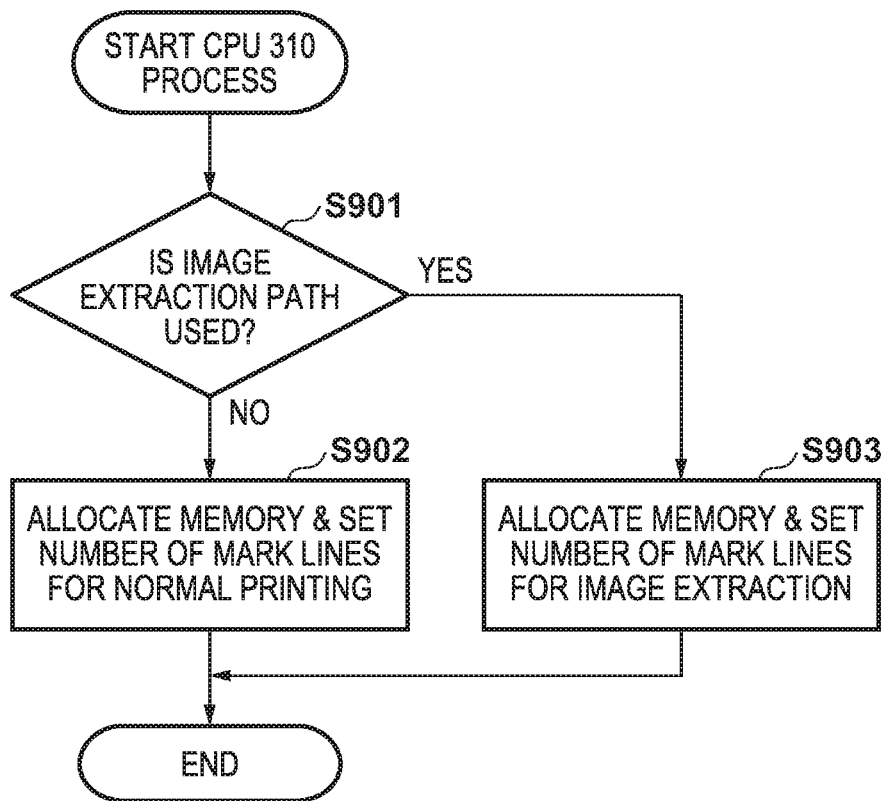 START CPU 310
PROCESS
S901
IS IMAGE
EXTRACTION PATH
USED?
YES
NO
S902
ALLOCATE MEMORY & SET
NUMBER OF MARK LINES
FOR NORMAL PRINTING
S903
ALLOCATE MEMORY & SET
NUMBER OF MARK LINES
FOR IMAGE EXTRACTION
END